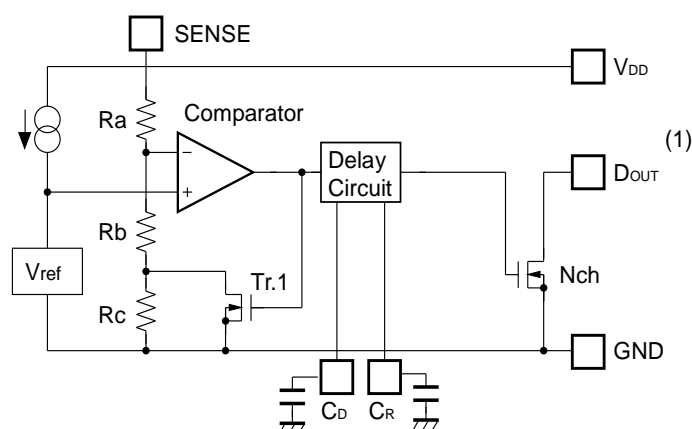 SENSE
VDD
Ra
Comparator
(1)
−
+
Delay
Circuit
DOUT
Rb
Vref
Tr.1
Nch
Rc
GND
CD
CR